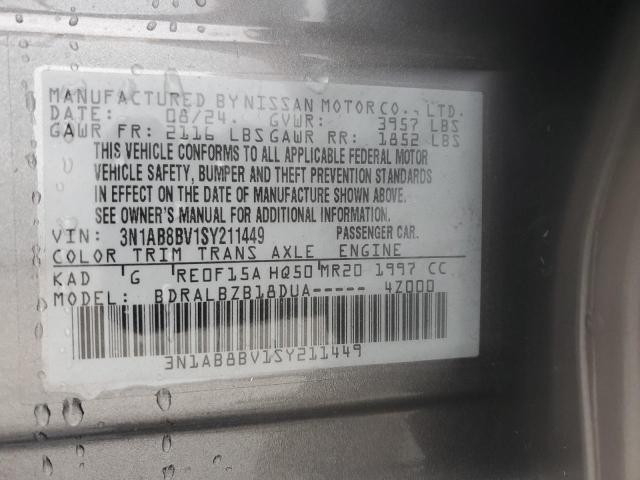 MANUFACTURED BY NISSAN MOTOR CO., LTD.
DATE: 08/24. GVWR: 3957 LBS
GAWR FR: 2116 LBS GAWR RR: 1852 LBS
THIS VEHICLE CONFORMS TO ALL APPLICABLE FEDERAL MOTOR
VEHICLE SAFETY, BUMPER AND THEFT PREVENTION STANDARDS
IN EFFECT ON THE DATE OF MANUFACTURE SHOWN ABOVE.
SEE OWNER'S MANUAL FOR ADDITIONAL INFORMATION.
VIN: 3N1AB8BV1SY211449 PASSENGER CAR.
COLOR TRIM TRANS AXLE ENGINE
KAD G RE0F15A HQ50 MR20 1997 CC
MODEL: BDRALBZB18DUA----- 4Z000
3N1AB8BV1SY211449